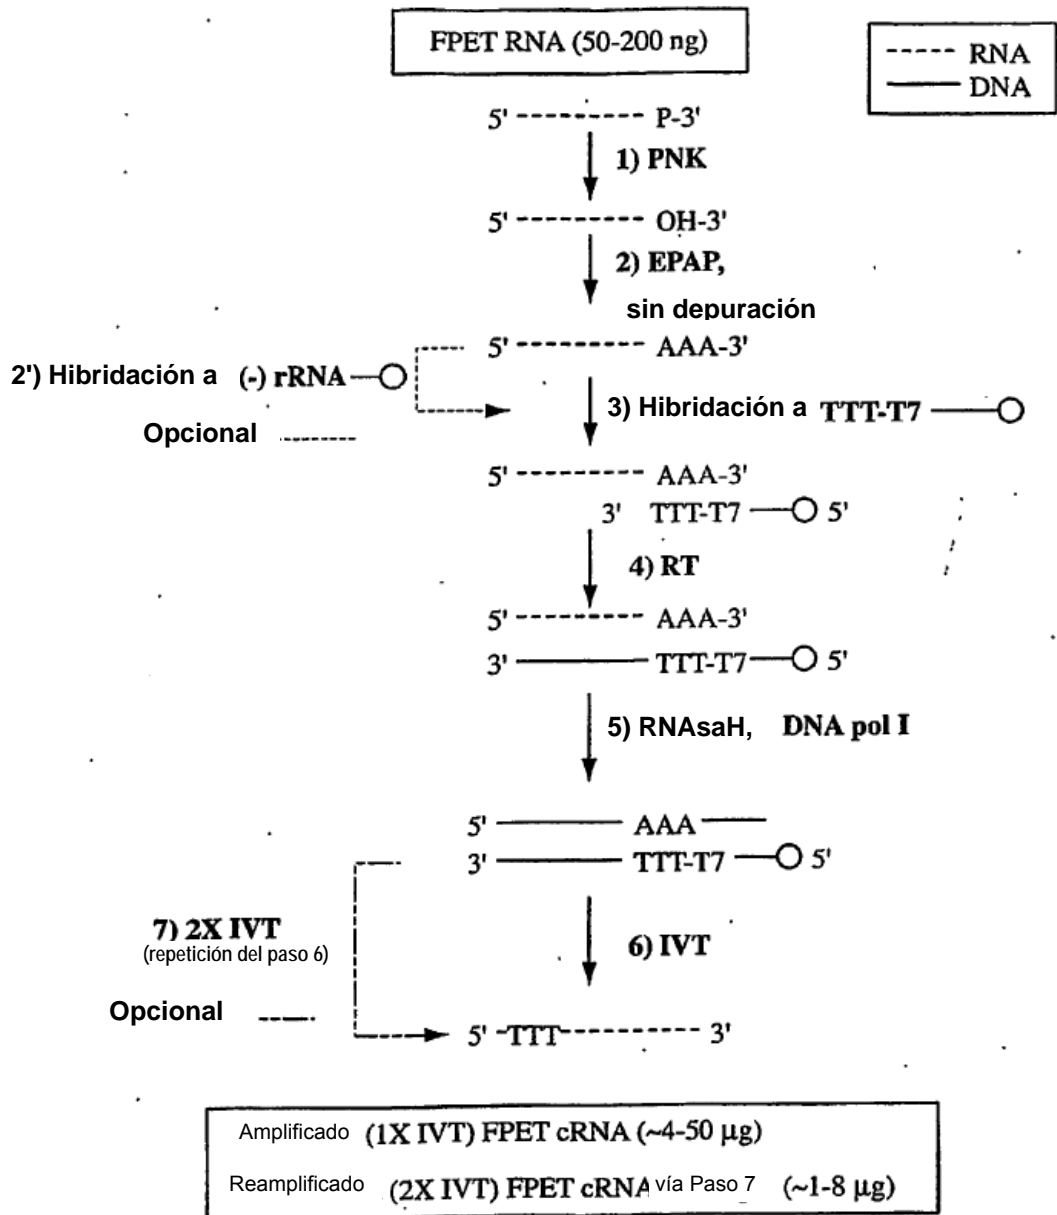 FPET RNA (50-200 ng)
----- RNA
—— DNA
5' -------- P-3'
1) PNK
5' -------- OH-3'
2) EPAP,
sin depuración
5' -------- AAA-3'
2') Hibridación a (-) rRNA
3) Hibridación a TTT-T7
Opcional
5' -------- AAA-3'
3' TTT-T7 5'
4) RT
5' -------- AAA-3'
3' TTT-T7 5'
5) RNAsaH, DNA pol I
5' AAA
3' TTT-T7 5'
7) 2X IVT
(repetición del paso 6)
6) IVT
Opcional
5' -TTT-------- 3'
Amplificado (1X IVT) FPET cRNA (~4-50 µg)
Reamplificado (2X IVT) FPET cRNA vía Paso 7 (~1-8 µg)